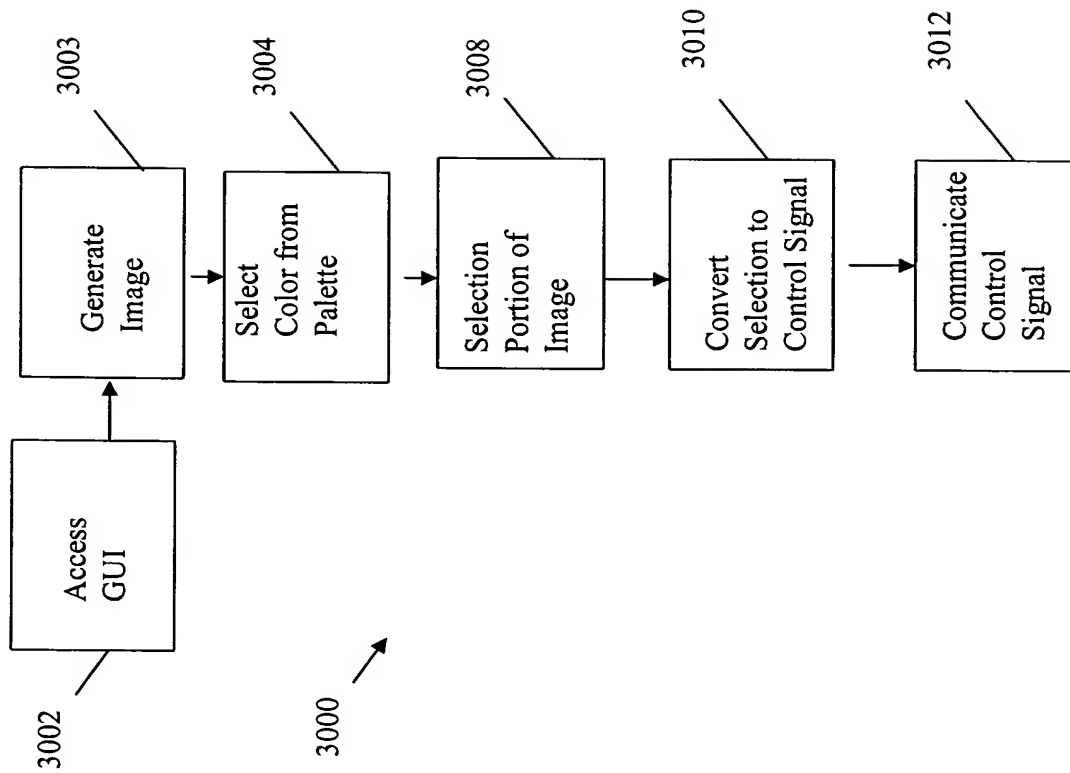 3002
Access
GUI
3003
Generate
Image
3004
Select
Color from
Palette
3008
Selection
Portion of
Image
3010
Convert
Selection to
Control Signal
3012
Communicate
Control
Signal
3000